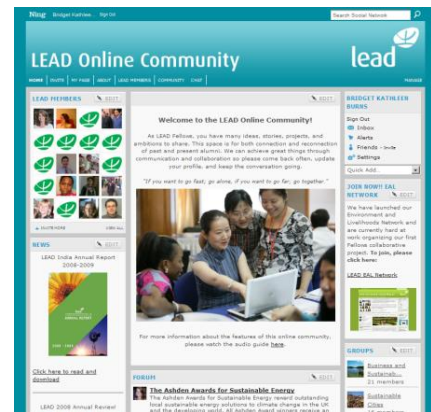 Ning Bridget Kathleen... Sign Out
Search Social Network
LEAD Online Community
lead
HOME INVITE MY PAGE ABOUT LEAD MEMBERS COMMUNITY CHAT MANAGE
LEAD MEMBERS EDIT
INVITE MORE VIEW ALL
NEWS EDIT
LEAD India Annual Report
2008-2009
ANNUAL
REPORT
Click here to read and
download
LEAD 2008 Annual Review!
EDIT
Welcome to the LEAD Online Community!
As LEAD Fellows, you have many ideas, stories, projects, and
ambitions to share. This space is for both connection and reconnection
of past and present alumni. We can achieve great things through
communication and collaboration so please come back often, update
your profile, and keep the conversation going.
"If you want to go fast; go alone, if you want to go far; go together."
For more information about the features of this online community,
please watch the audio guide here.
FORUM EDIT
The Ashden Awards for Sustainable Energy
The Ashden Awards for Sustainable Energy reward outstanding
local sustainable energy solutions to climate change in the UK
and the developing world. All Ashden Award winners receive an
BRIDGET KATHLEEN
BURNS
Sign Out
Inbox
Alerts
Friends - Invite
Settings
Quick Add...
JOIN NOW!! EAL
NETWORK EDIT
We have launched our
Environment and
Livelihoods Network and
are currently hard at
work organizing our first
Fellows collaborative
project. To join, please
click here:
LEAD EAL Network
GROUPS EDIT
Business and
Sustainab...
21 members
Sustainable
Cities